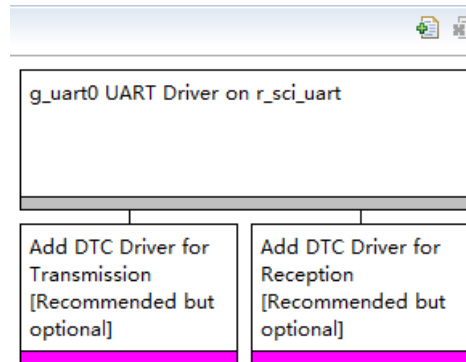 g_uart0 UART Driver on r_sci_uart
Add DTC Driver for
Transmission
[Recommended but
optional]
Add DTC Driver for
Reception
[Recommended but
optional]